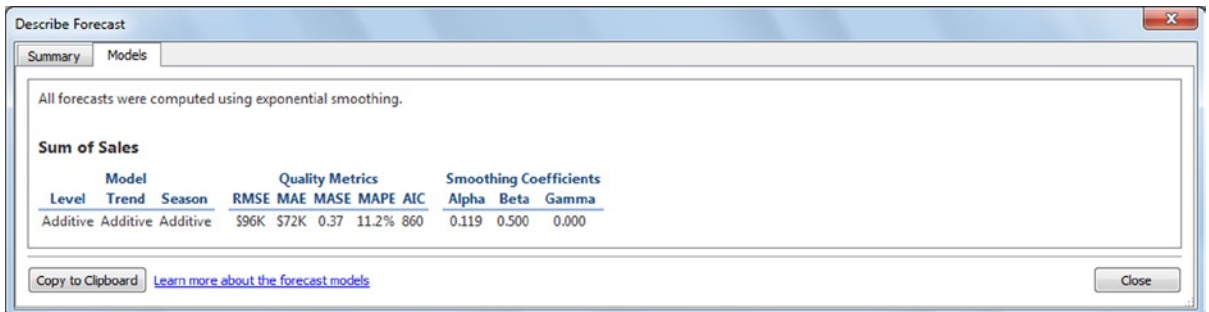 Describe Forecast
Summary Models
All forecasts were computed using exponential smoothing.
Sum of Sales
Model Quality Metrics Smoothing Coefficients
Level Trend Season RMSE MAE MASE MAPE AIC Alpha Beta Gamma
Additive Additive Additive $96K $72K 0.37 11.2% 860 0.119 0.500 0.000
Copy to Clipboard Learn more about the forecast models Close